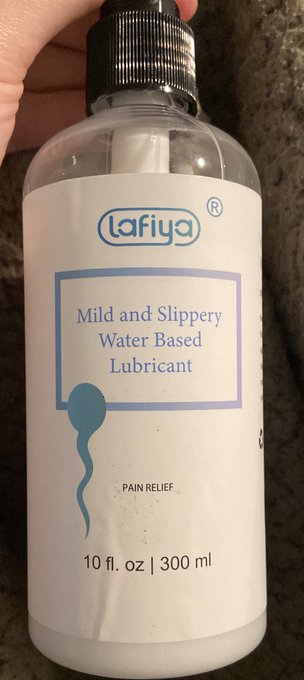 Lafiya ®
Mild and Slippery
Water Based
Lubricant
PAIN RELIEF
10 fl. oz | 300 ml